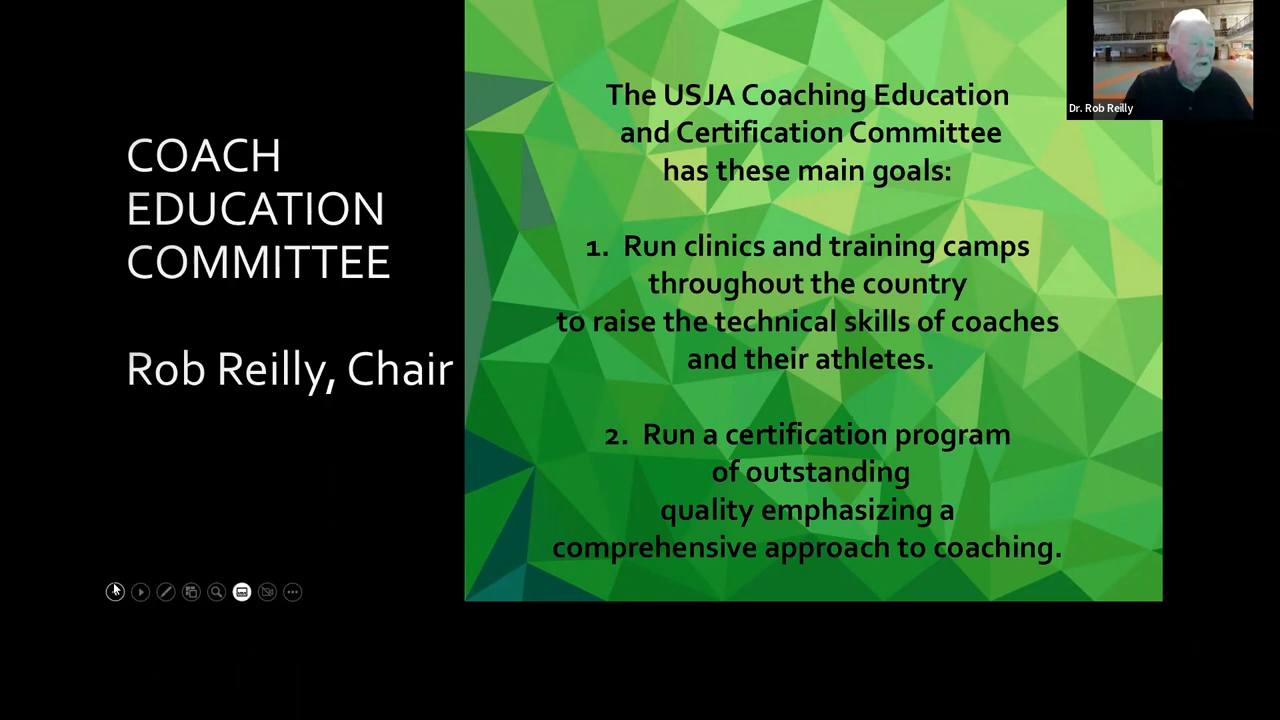 COACH
EDUCATION
COMMITTEE
Rob Reilly, Chair
The USJA Coaching Education
and Certification Committee
has these main goals:
1. Run clinics and training camps
throughout the country
to raise the technical skills of coaches
and their athletes.
2. Run a certification program
of outstanding
quality emphasizing a
comprehensive approach to coaching.
Dr. Rob Reilly